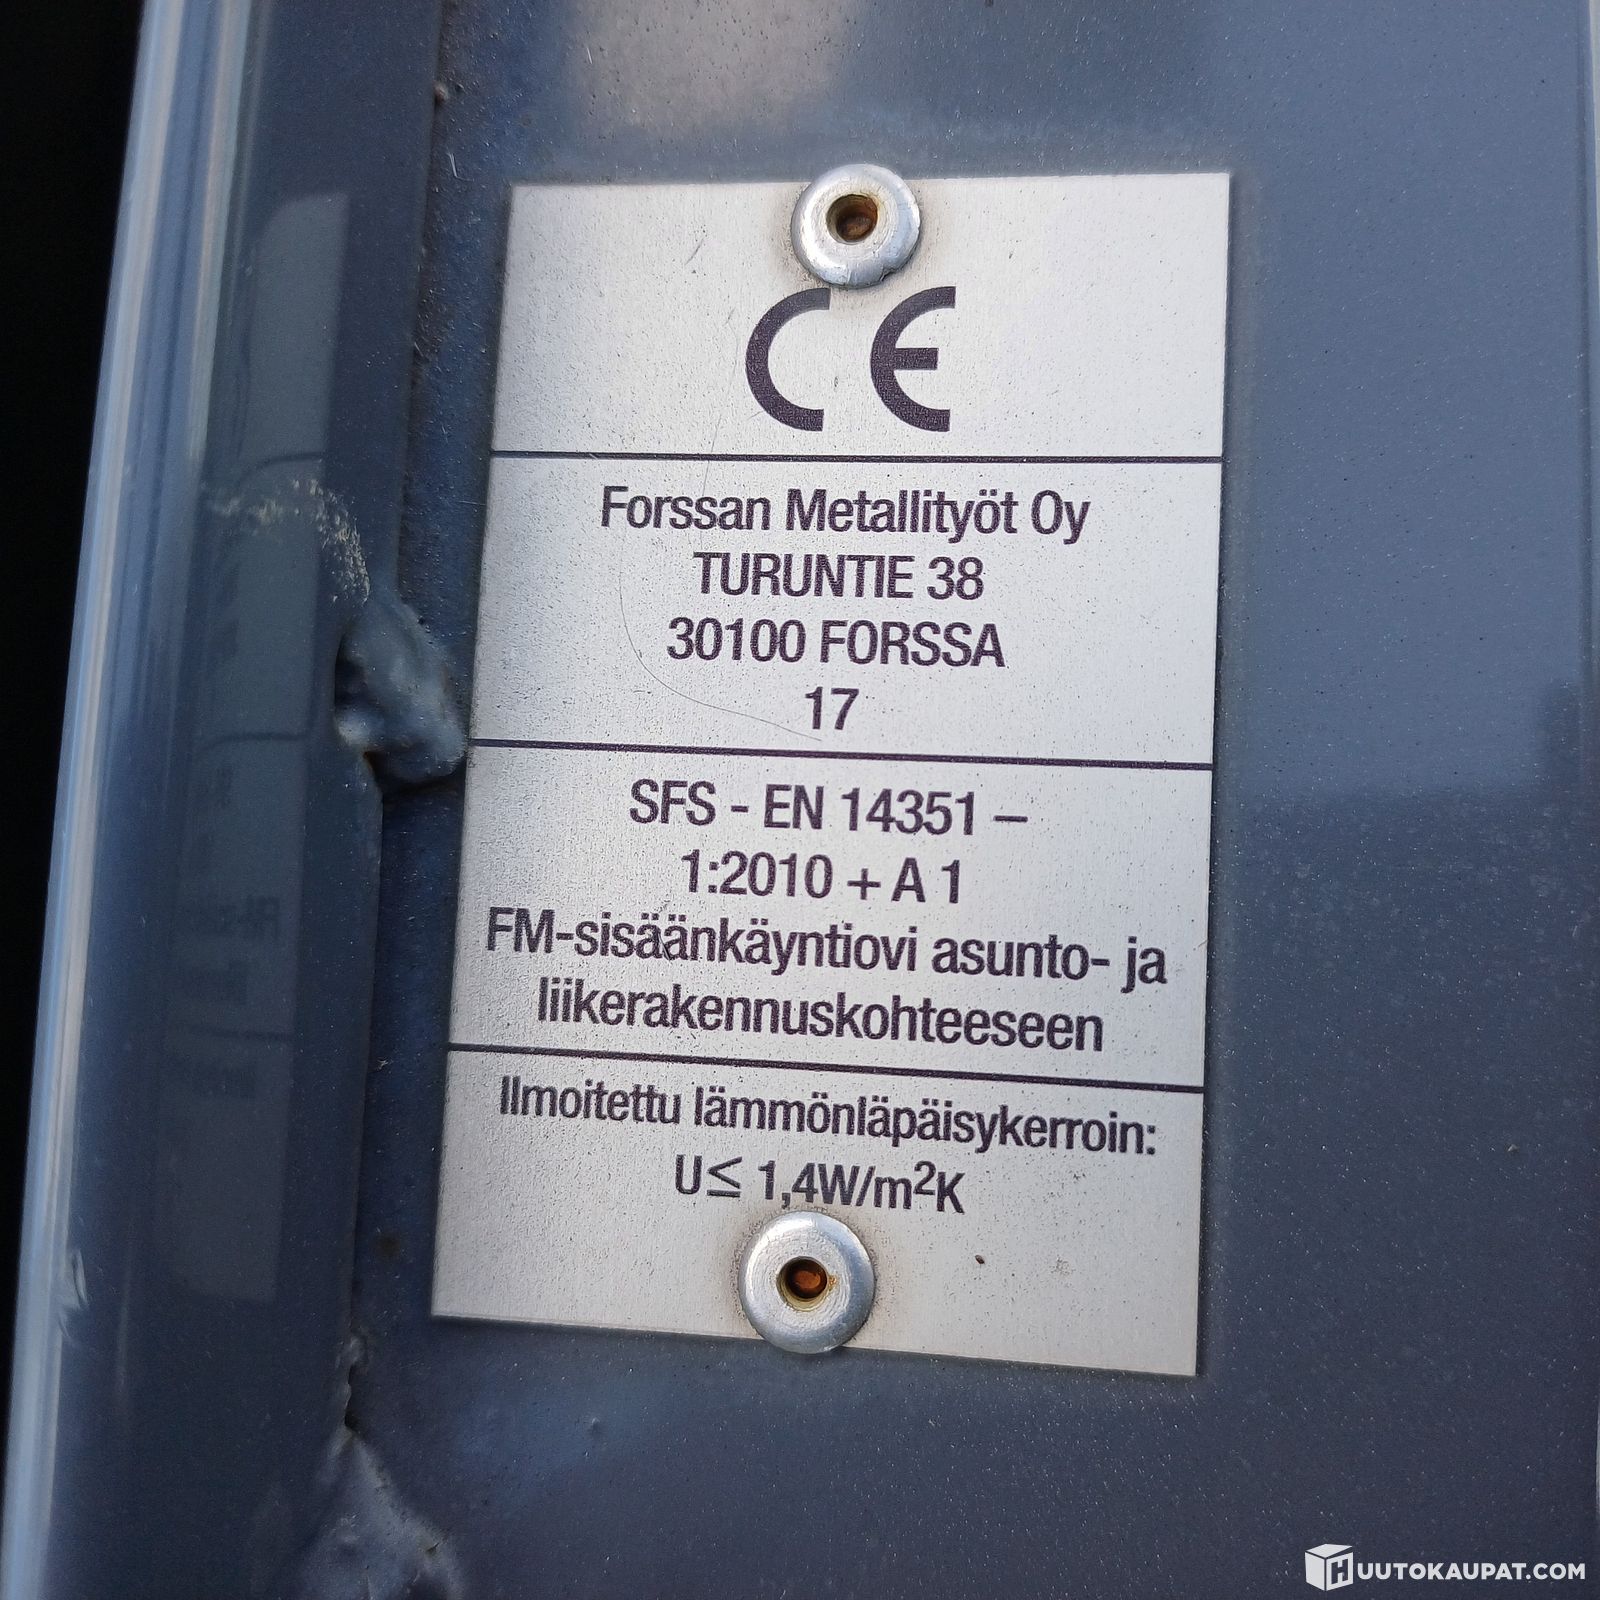 CE
Forssan Metallityöt Oy
TURUNTIE 38
30100 FORSSA
17
SFS - EN 14351 –
1:2010 + A 1
FM-sisäänkäyntiovi asunto- ja
liikerakennuskohteeseen
Ilmoitettu lämmönläpäisykerroin:
U≤ 1,4W/m²K
HUUTOKAUPAT.COM